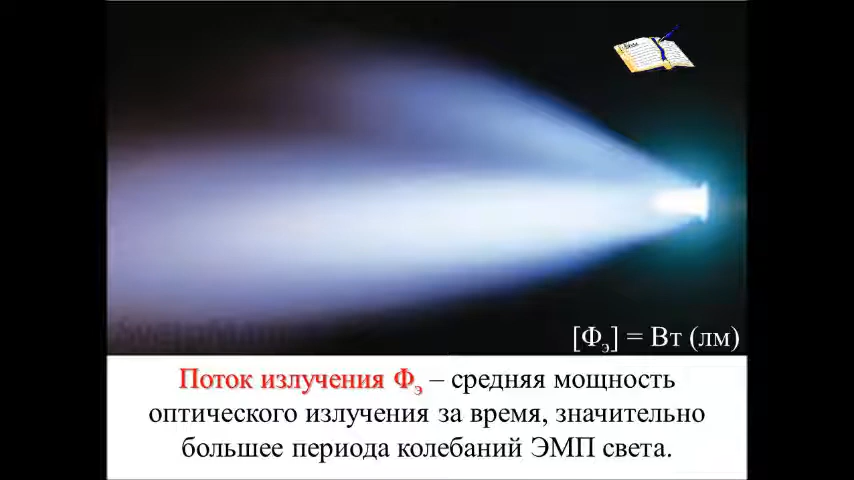 [Фэ] = Вт (лм)
Поток излучения Фэ – средняя мощность
оптического излучения за время, значительно
большее периода колебаний ЭМП света.